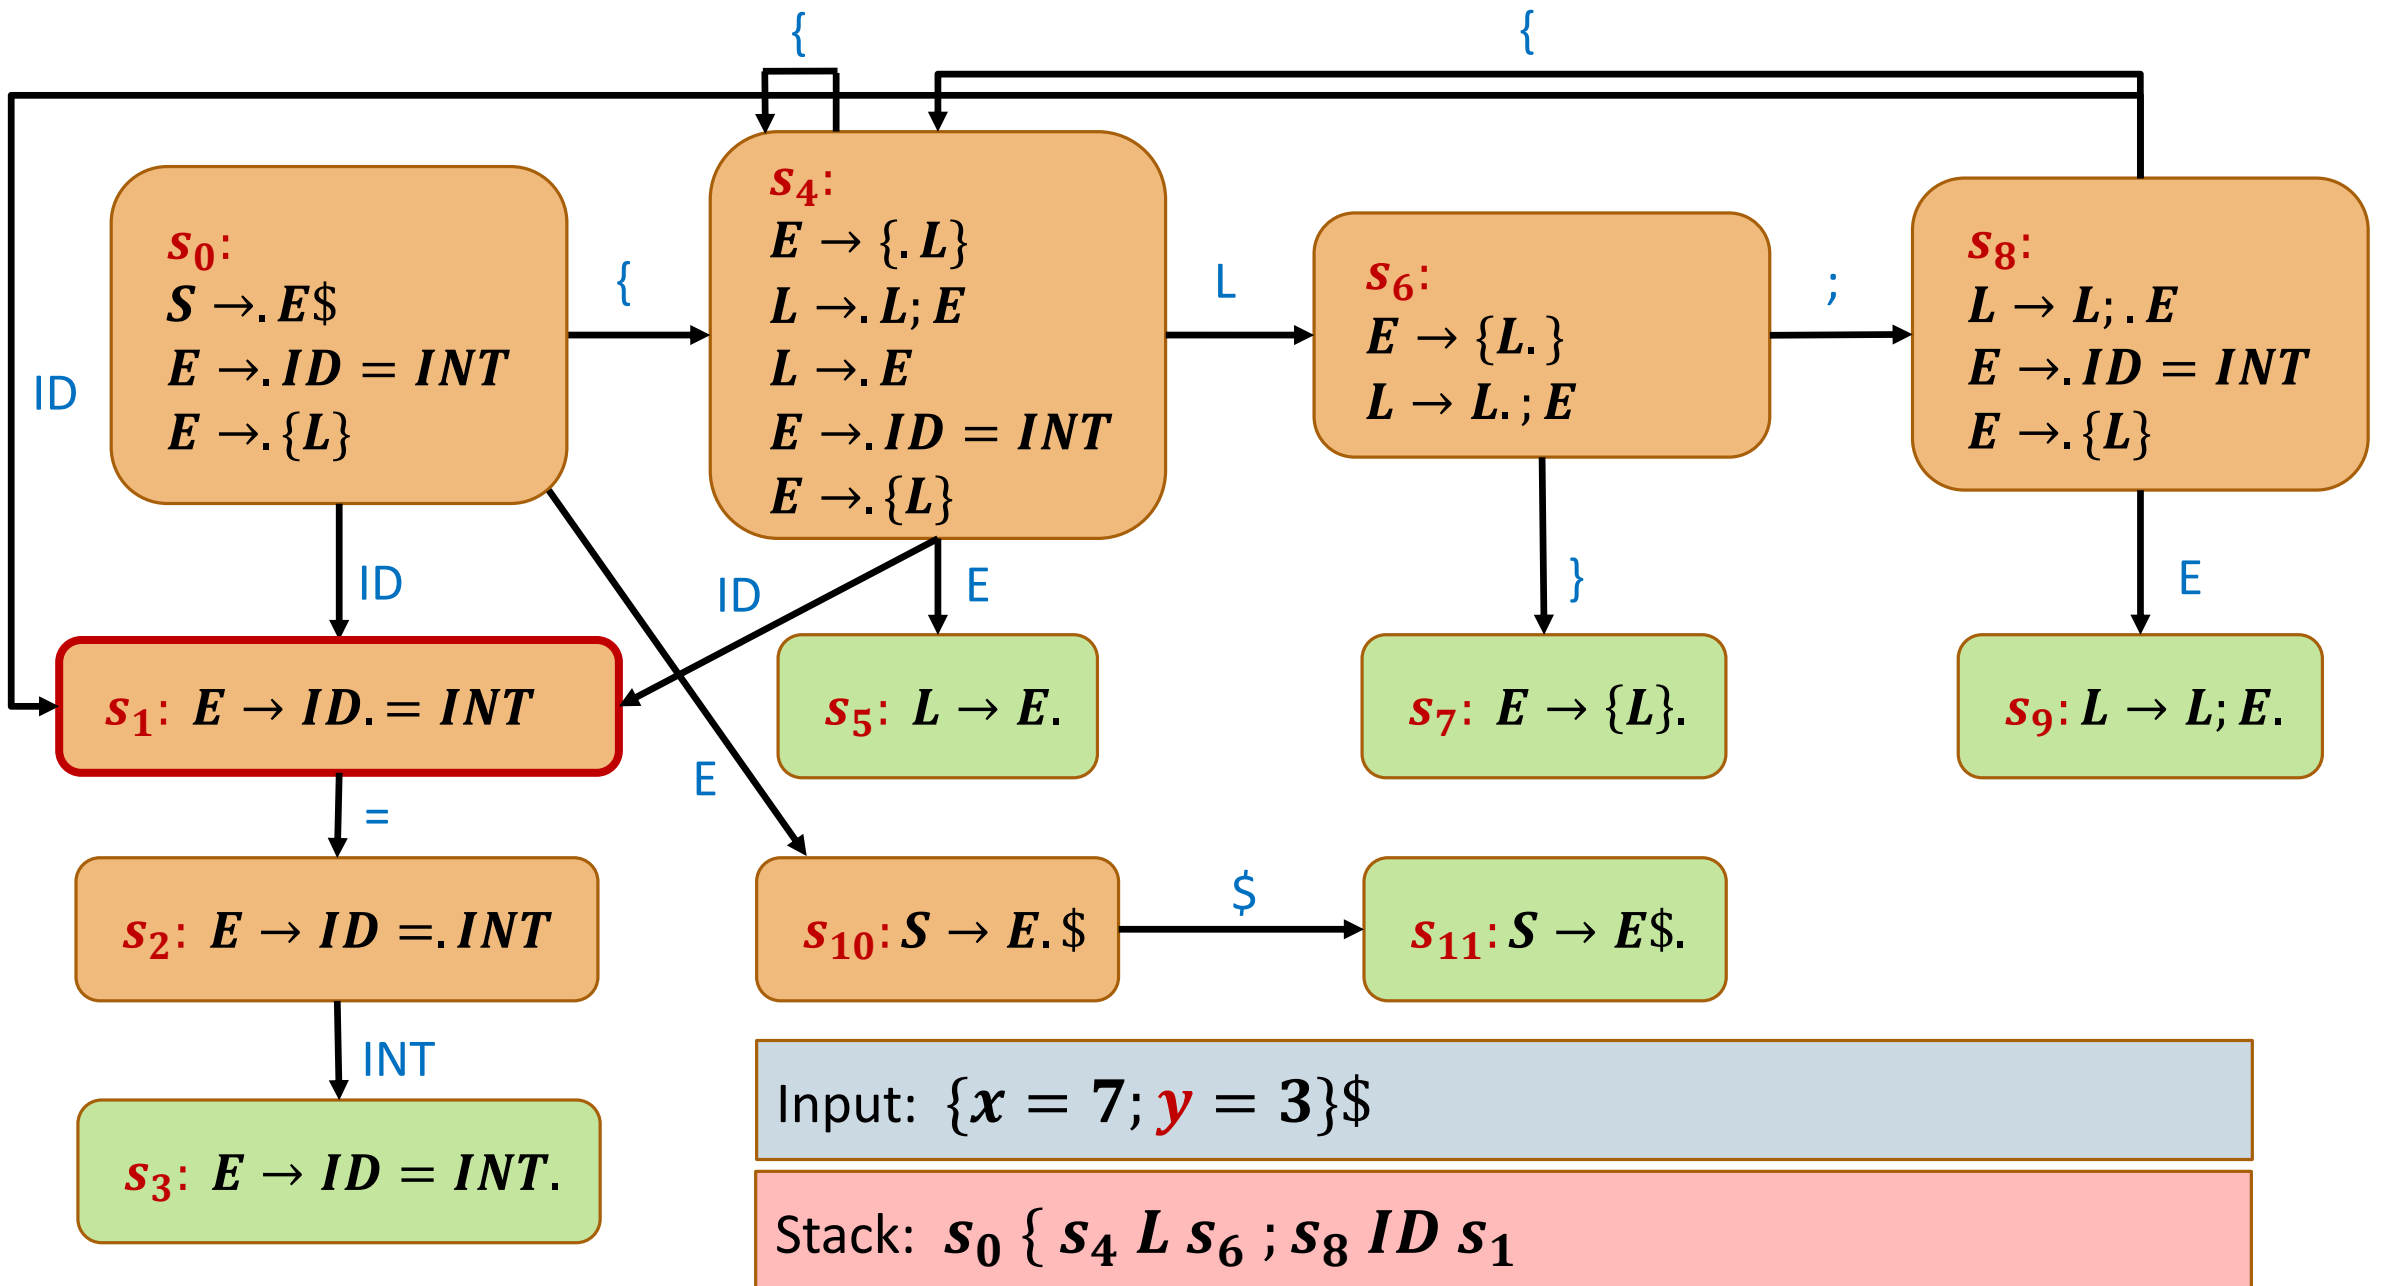 {
{
s₄:
E → {. L}
L →. L; E
L →. E
E →. ID = INT
E →. {L}
s₀:
S →. E$
E →. ID = INT
E →. {L}
{
L
s₆:
E → {L. }
L → L. ; E
;
s₈:
L → L; . E
E →. ID = INT
E →. {L}
ID
ID
ID
E
}
E
s₁: E → ID. = INT
s₅: L → E.
s₇: E → {L}.
s₉: L → L; E.
=
E
s₂: E → ID =. INT
s₁₀: S → E. $
$
s₁₁: S → E$.
INT
s₃: E → ID = INT.
Input: {x = 7; y = 3}$
Stack: s₀ { s₄ L s₆ ; s₈ ID s₁